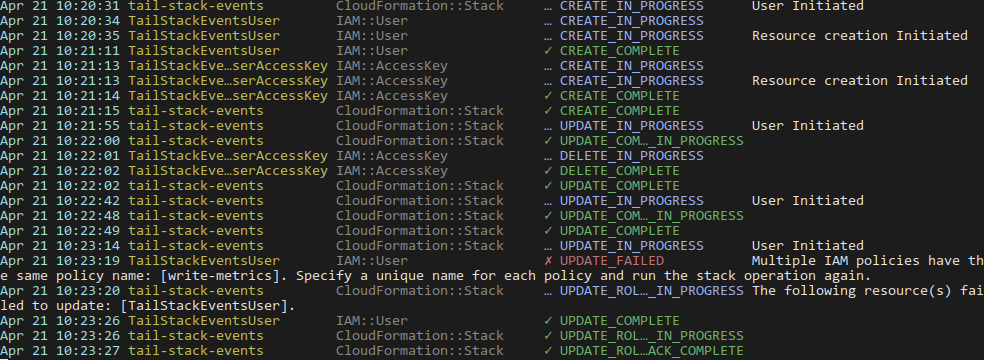 Apr 21 10:20:31 tail-stack-events CloudFormation::Stack … CREATE_IN_PROGRESS User Initiated
Apr 21 10:20:34 TailStackEventsUser IAM::User … CREATE_IN_PROGRESS
Apr 21 10:20:35 TailStackEventsUser IAM::User … CREATE_IN_PROGRESS Resource creation Initiated
Apr 21 10:21:11 TailStackEventsUser IAM::User ✓ CREATE_COMPLETE
Apr 21 10:21:13 TailStackEve…serAccessKey IAM::AccessKey … CREATE_IN_PROGRESS
Apr 21 10:21:13 TailStackEve…serAccessKey IAM::AccessKey … CREATE_IN_PROGRESS Resource creation Initiated
Apr 21 10:21:14 TailStackEve…serAccessKey IAM::AccessKey ✓ CREATE_COMPLETE
Apr 21 10:21:15 tail-stack-events CloudFormation::Stack ✓ CREATE_COMPLETE
Apr 21 10:21:55 tail-stack-events CloudFormation::Stack … UPDATE_IN_PROGRESS User Initiated
Apr 21 10:22:00 tail-stack-events CloudFormation::Stack ✓ UPDATE_COM…_IN_PROGRESS
Apr 21 10:22:01 TailStackEve…serAccessKey IAM::AccessKey … DELETE_IN_PROGRESS
Apr 21 10:22:02 TailStackEve…serAccessKey IAM::AccessKey ✓ DELETE_COMPLETE
Apr 21 10:22:02 tail-stack-events CloudFormation::Stack ✓ UPDATE_COMPLETE
Apr 21 10:22:42 tail-stack-events CloudFormation::Stack … UPDATE_IN_PROGRESS User Initiated
Apr 21 10:22:48 tail-stack-events CloudFormation::Stack ✓ UPDATE_COM…_IN_PROGRESS
Apr 21 10:22:49 tail-stack-events CloudFormation::Stack ✓ UPDATE_COMPLETE
Apr 21 10:23:14 tail-stack-events CloudFormation::Stack … UPDATE_IN_PROGRESS User Initiated
Apr 21 10:23:19 TailStackEventsUser IAM::User ✗ UPDATE_FAILED Multiple IAM policies have th
e same policy name: [write-metrics]. Specify a unique name for each policy and run the stack operation again.
Apr 21 10:23:20 tail-stack-events CloudFormation::Stack … UPDATE_ROL…_IN_PROGRESS The following resource(s) fai
led to update: [TailStackEventsUser].
Apr 21 10:23:26 TailStackEventsUser IAM::User ✓ UPDATE_COMPLETE
Apr 21 10:23:26 tail-stack-events CloudFormation::Stack ✓ UPDATE_ROL…_IN_PROGRESS
Apr 21 10:23:27 tail-stack-events CloudFormation::Stack ✓ UPDATE_ROL…ACK_COMPLETE